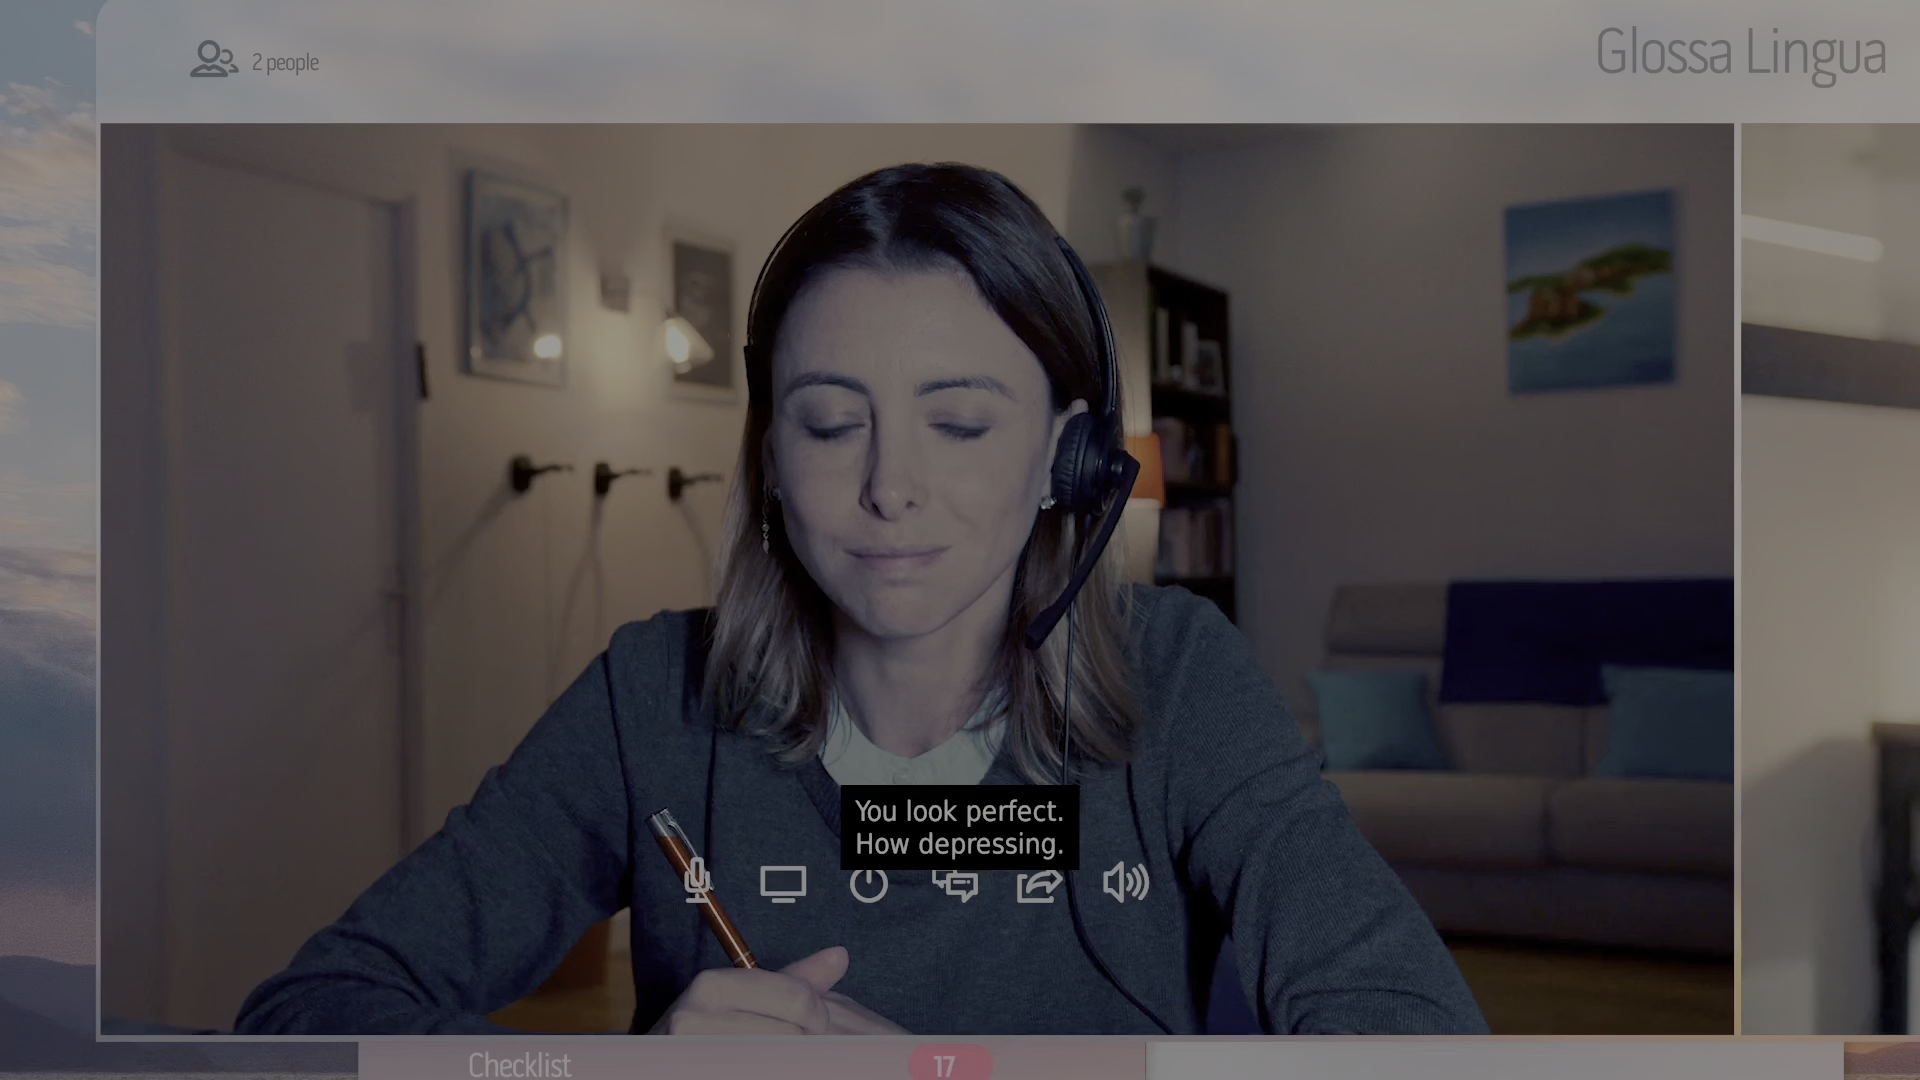 2 people
Glossa Lingua
You look perfect.
How depressing.
Checklist
17